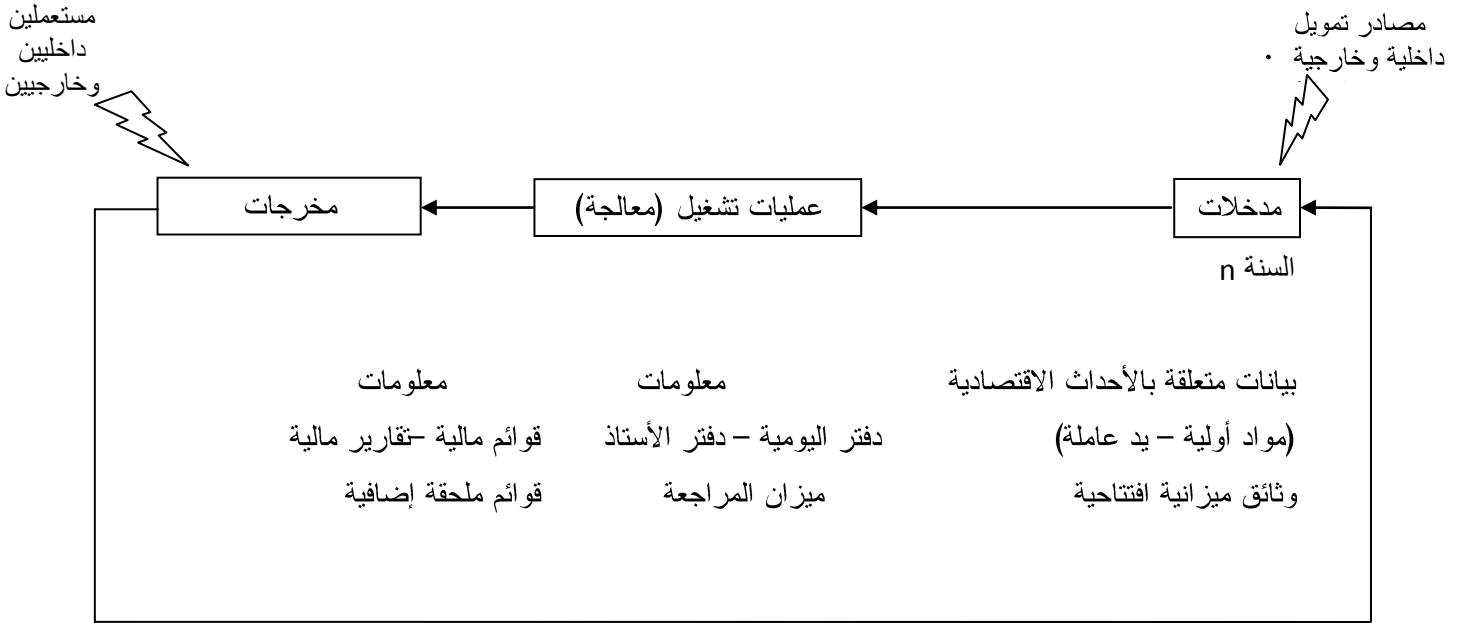 مصادر تمويل
داخلية وخارجية .
مستعملين
داخليين
وخارجيين
مدخلات
عمليات تشغيل (معالجة)
مخرجات
السنة n
بيانات متعلقة بالأحداث الاقتصادية
(مواد أولية – يد عاملة)
وثائق ميزانية افتتاحية
معلومات
دفتر اليومية – دفتر الأستاذ
ميزان المراجعة
معلومات
قوائم مالية –تقارير مالية
قوائم ملحقة إضافية